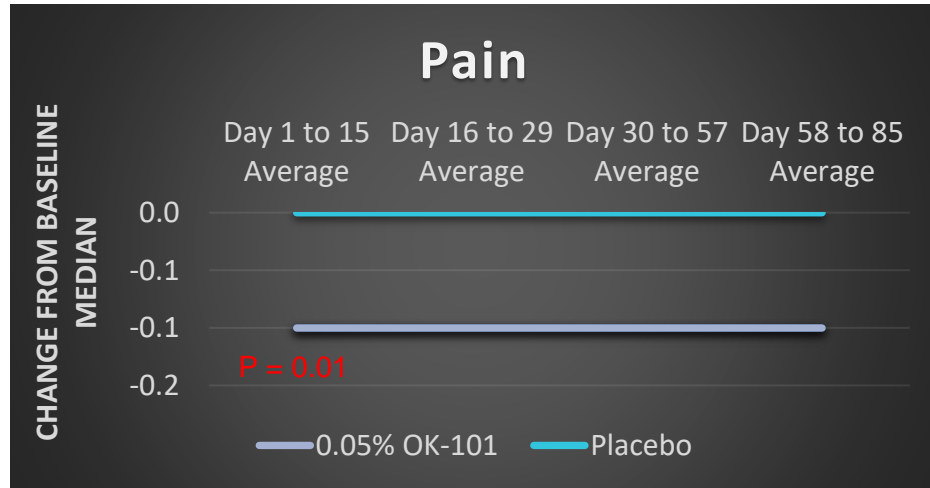 Pain
Day 1 to 15 Day 16 to 29 Day 30 to 57 Day 58 to 85
Average Average Average Average
CHANGE FROM BASELINE
MEDIAN
0.0
-0.1
-0.1
-0.2
P = 0.01
0.05% OK-101 Placebo